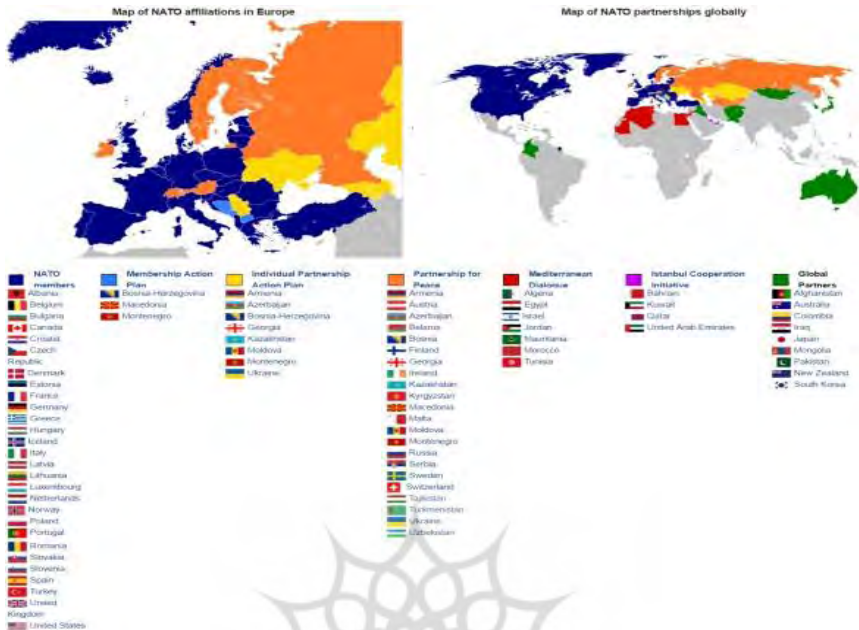 Map of NATO affiliations in Europe
Map of NATO partnerships globally
NATO
members
Albania
Belgium
Bulgaria
Canada
Croatia
Czech
Republic
Denmark
Estonia
France
Germany
Greece
Hungary
Iceland
Italy
Latvia
Lithuania
Luxembourg
Netherlands
Norway
Poland
Portugal
Romania
Slovakia
Slovenia
Spain
Turkey
United
Kingdom
United States
Membership Action
Plan
Bosnia-Herzegovina
Macedonia
Montenegro
Individual Partnership
Action Plan
Armenia
Azerbaijan
Bosnia-Herzegovina
Georgia
Kazakhstan
Moldova
Montenegro
Ukraine
Partnership for
Peace
Armenia
Austria
Azerbaijan
Belarus
Bosnia
Finland
Georgia
Ireland
Kazakhstan
Kyrgyzstan
Macedonia
Malta
Moldova
Montenegro
Russia
Serbia
Sweden
Switzerland
Tajikistan
Turkmenistan
Ukraine
Uzbekistan
Mediterranean
Dialogue
Algeria
Egypt
Israel
Jordan
Mauritania
Morocco
Tunisia
Istanbul Cooperation
Initiative
Bahrain
Kuwait
Qatar
United Arab Emirates
Global
Partners
Afghanistan
Australia
Colombia
Iraq
Japan
Mongolia
Pakistan
New Zealand
South Korea